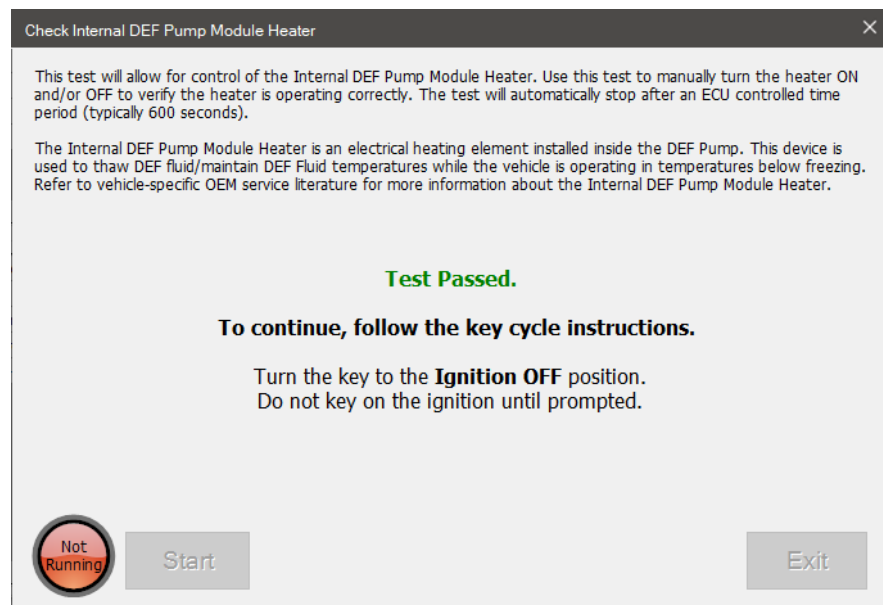 Check Internal DEF Pump Module Heater
This test will allow for control of the Internal DEF Pump Module Heater. Use this test to manually turn the heater ON
and/or OFF to verify the heater is operating correctly. The test will automatically stop after an ECU controlled time
period (typically 600 seconds).
The Internal DEF Pump Module Heater is an electrical heating element installed inside the DEF Pump. This device is
used to thaw DEF fluid/maintain DEF Fluid temperatures while the vehicle is operating in temperatures below freezing.
Refer to vehicle-specific OEM service literature for more information about the Internal DEF Pump Module Heater.
Test Passed.
To continue, follow the key cycle instructions.
Turn the key to the Ignition OFF position.
Do not key on the ignition until prompted.
Not
Running
Start
Exit